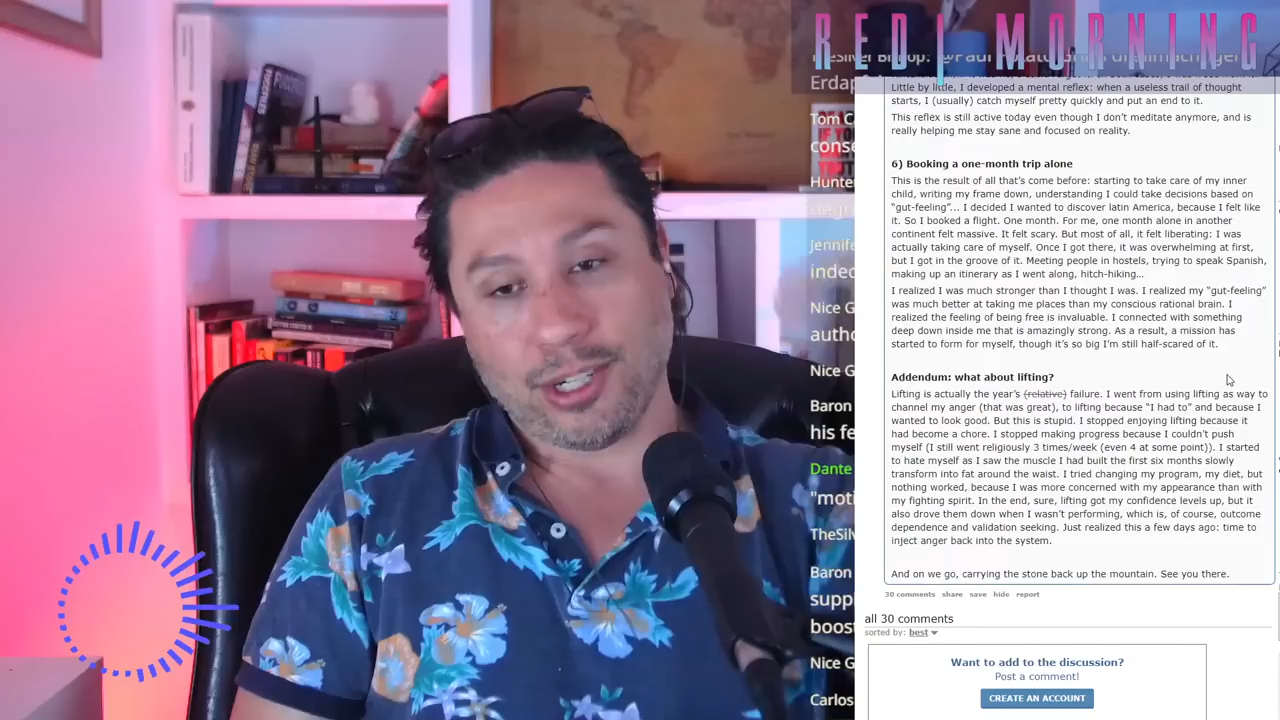 RED | MORNING
TheSilver
Erdap
Tom Ca
conse
Hunte
degr
Jennife
indec
Nice G
autho
Nice G
Baron
his fe
Dante
"moti
TheSil
Baron
supp
boost
Nice G
Carlos
Little by little, I developed a mental reflex: when a useless trail of thought
starts, I (usually) catch myself pretty quickly and put an end to it.
This reflex is still active today even though I don't meditate anymore, and is
really helping me stay sane and focused on reality.
6) Booking a one-month trip alone
This is the result of all that's come before: starting to take care of my inner
child, writing my frame down, understanding I could take decisions based on
"gut-feeling"... I decided I wanted to discover latin America, because I felt like
it. So I booked a flight. One month. For me, one month alone in another
continent felt massive. It felt scary. But most of all, it felt liberating: I was
actually taking care of myself. Once I got there, it was overwhelming at first,
but I got in the groove of it. Meeting people in hostels, trying to speak Spanish,
making up an itinerary as I went along, hitch-hiking...
I realized I was much stronger than I thought I was. I realized my "gut-feeling"
was much better at taking me places than my conscious rational brain. I
realized the feeling of being free is invaluable. I connected with something
deep down inside me that is amazingly strong. As a result, a mission has
started to form for myself, though it's so big I'm still half-scared of it.
Addendum: what about lifting?
Lifting is actually the year's (relative) failure. I went from using lifting as way to
channel my anger (that was great), to lifting because "I had to" and because I
wanted to look good. But this is stupid. I stopped enjoying lifting because it
had become a chore. I stopped making progress because I couldn't push
myself (I still went religiously 3 times/week (even 4 at some point)). I started
to hate myself as I saw the muscle I had built the first six months slowly
transform into fat around the waist. I tried changing my program, my diet, but
nothing worked, because I was more concerned with my appearance than with
my fighting spirit. In the end, sure, lifting got my confidence levels up, but it
also drove them down when I wasn't performing, which is, of course, outcome
dependence and validation seeking. Just realized this a few days ago: time to
inject anger back into the system.
And on we go, carrying the stone back up the mountain. See you there.
30 comments share save hide report
all 30 comments
sorted by: best
Want to add to the discussion?
Post a comment!
CREATE AN ACCOUNT